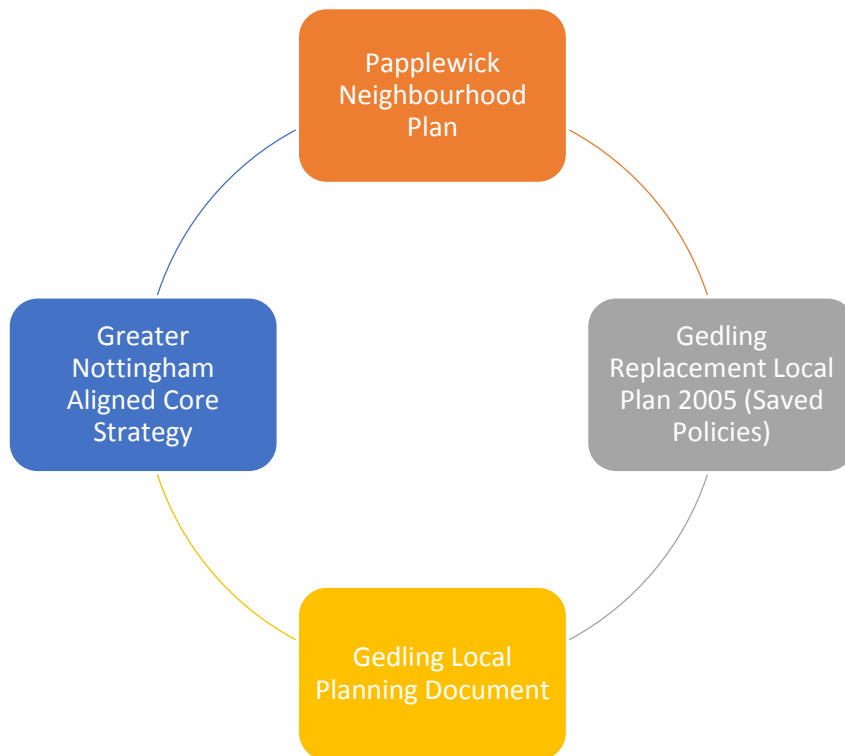 Papplewick
Neighbourhood
Plan
Greater
Nottingham
Aligned Core
Strategy
Gedling
Replacement Local
Plan 2005 (Saved
Policies)
Gedling Local
Planning Document